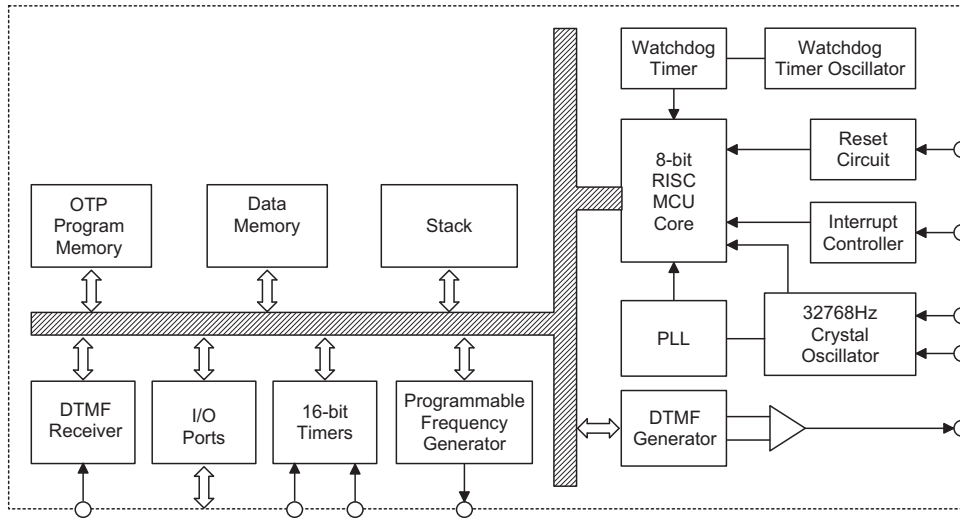 Watchdog
Timer
Watchdog
Timer Oscillator
8-bit
RISC
MCU
Core
Reset
Circuit
Interrupt
Controller
OTP
Program
Memory
Data
Memory
Stack
PLL
32768Hz
Crystal
Oscillator
DTMF
Receiver
I/O
Ports
16-bit
Timers
Programmable
Frequency
Generator
DTMF
Generator